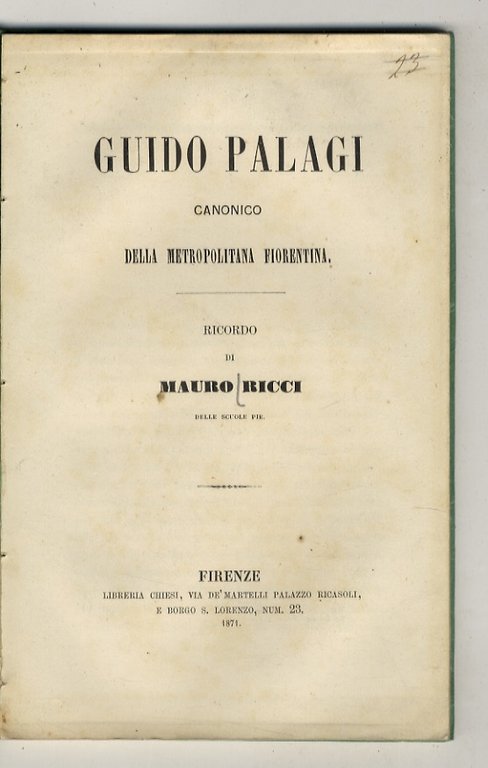 23
GUIDO PALAGI
CANONICO
DELLA METROPOLITANA FIORENTINA.
RICORDO
DI
MAURO RICCI
DELLE SCUOLE PIE.
FIRENZE
LIBRERIA CHIESI, VIA DE' MARTELLI PALAZZO RICASOLI,
E BORGO S. LORENZO, NUM. 23.
1871.